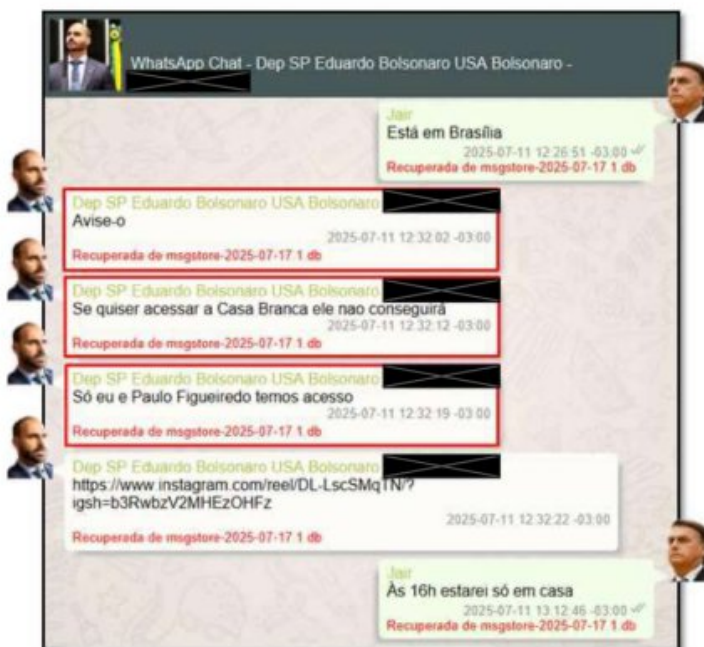 WhatsApp Chat - Dep SP Eduardo Bolsonaro USA Bolsonaro -
Jair
Está em Brasília
2025-07-11 12:26:51 -03:00
Recuperada de msgstore-2025-07-17 1 db
Dep SP Eduardo Bolsonaro USA Bolsonaro
Avise-o
2025-07-11 12:32:02 -03:00
Recuperada de msgstore-2025-07-17 1 db
Dep SP Eduardo Bolsonaro USA Bolsonaro
Se quiser acessar a Casa Branca ele nao conseguirá
2025-07-11 12:32:12 -03:00
Recuperada de msgstore-2025-07-17 1 db
Dep SP Eduardo Bolsonaro USA Bolsonaro
Só eu e Paulo Figueiredo temos acesso
2025-07-11 12:32:19 -03:00
Recuperada de msgstore-2025-07-17 1 db
Dep SP Eduardo Bolsonaro USA Bolsonaro
https://www.instagram.com/reel/DL-LscSMqTN/?
igsh=b3RwbzV2MHEzOHFz
2025-07-11 12:32:22 -03:00
Recuperada de msgstore-2025-07-17 1 db
Jair
Às 16h estarei só em casa
2025-07-11 13:12:46 -03:00
Recuperada de msgstore-2025-07-17 1 db